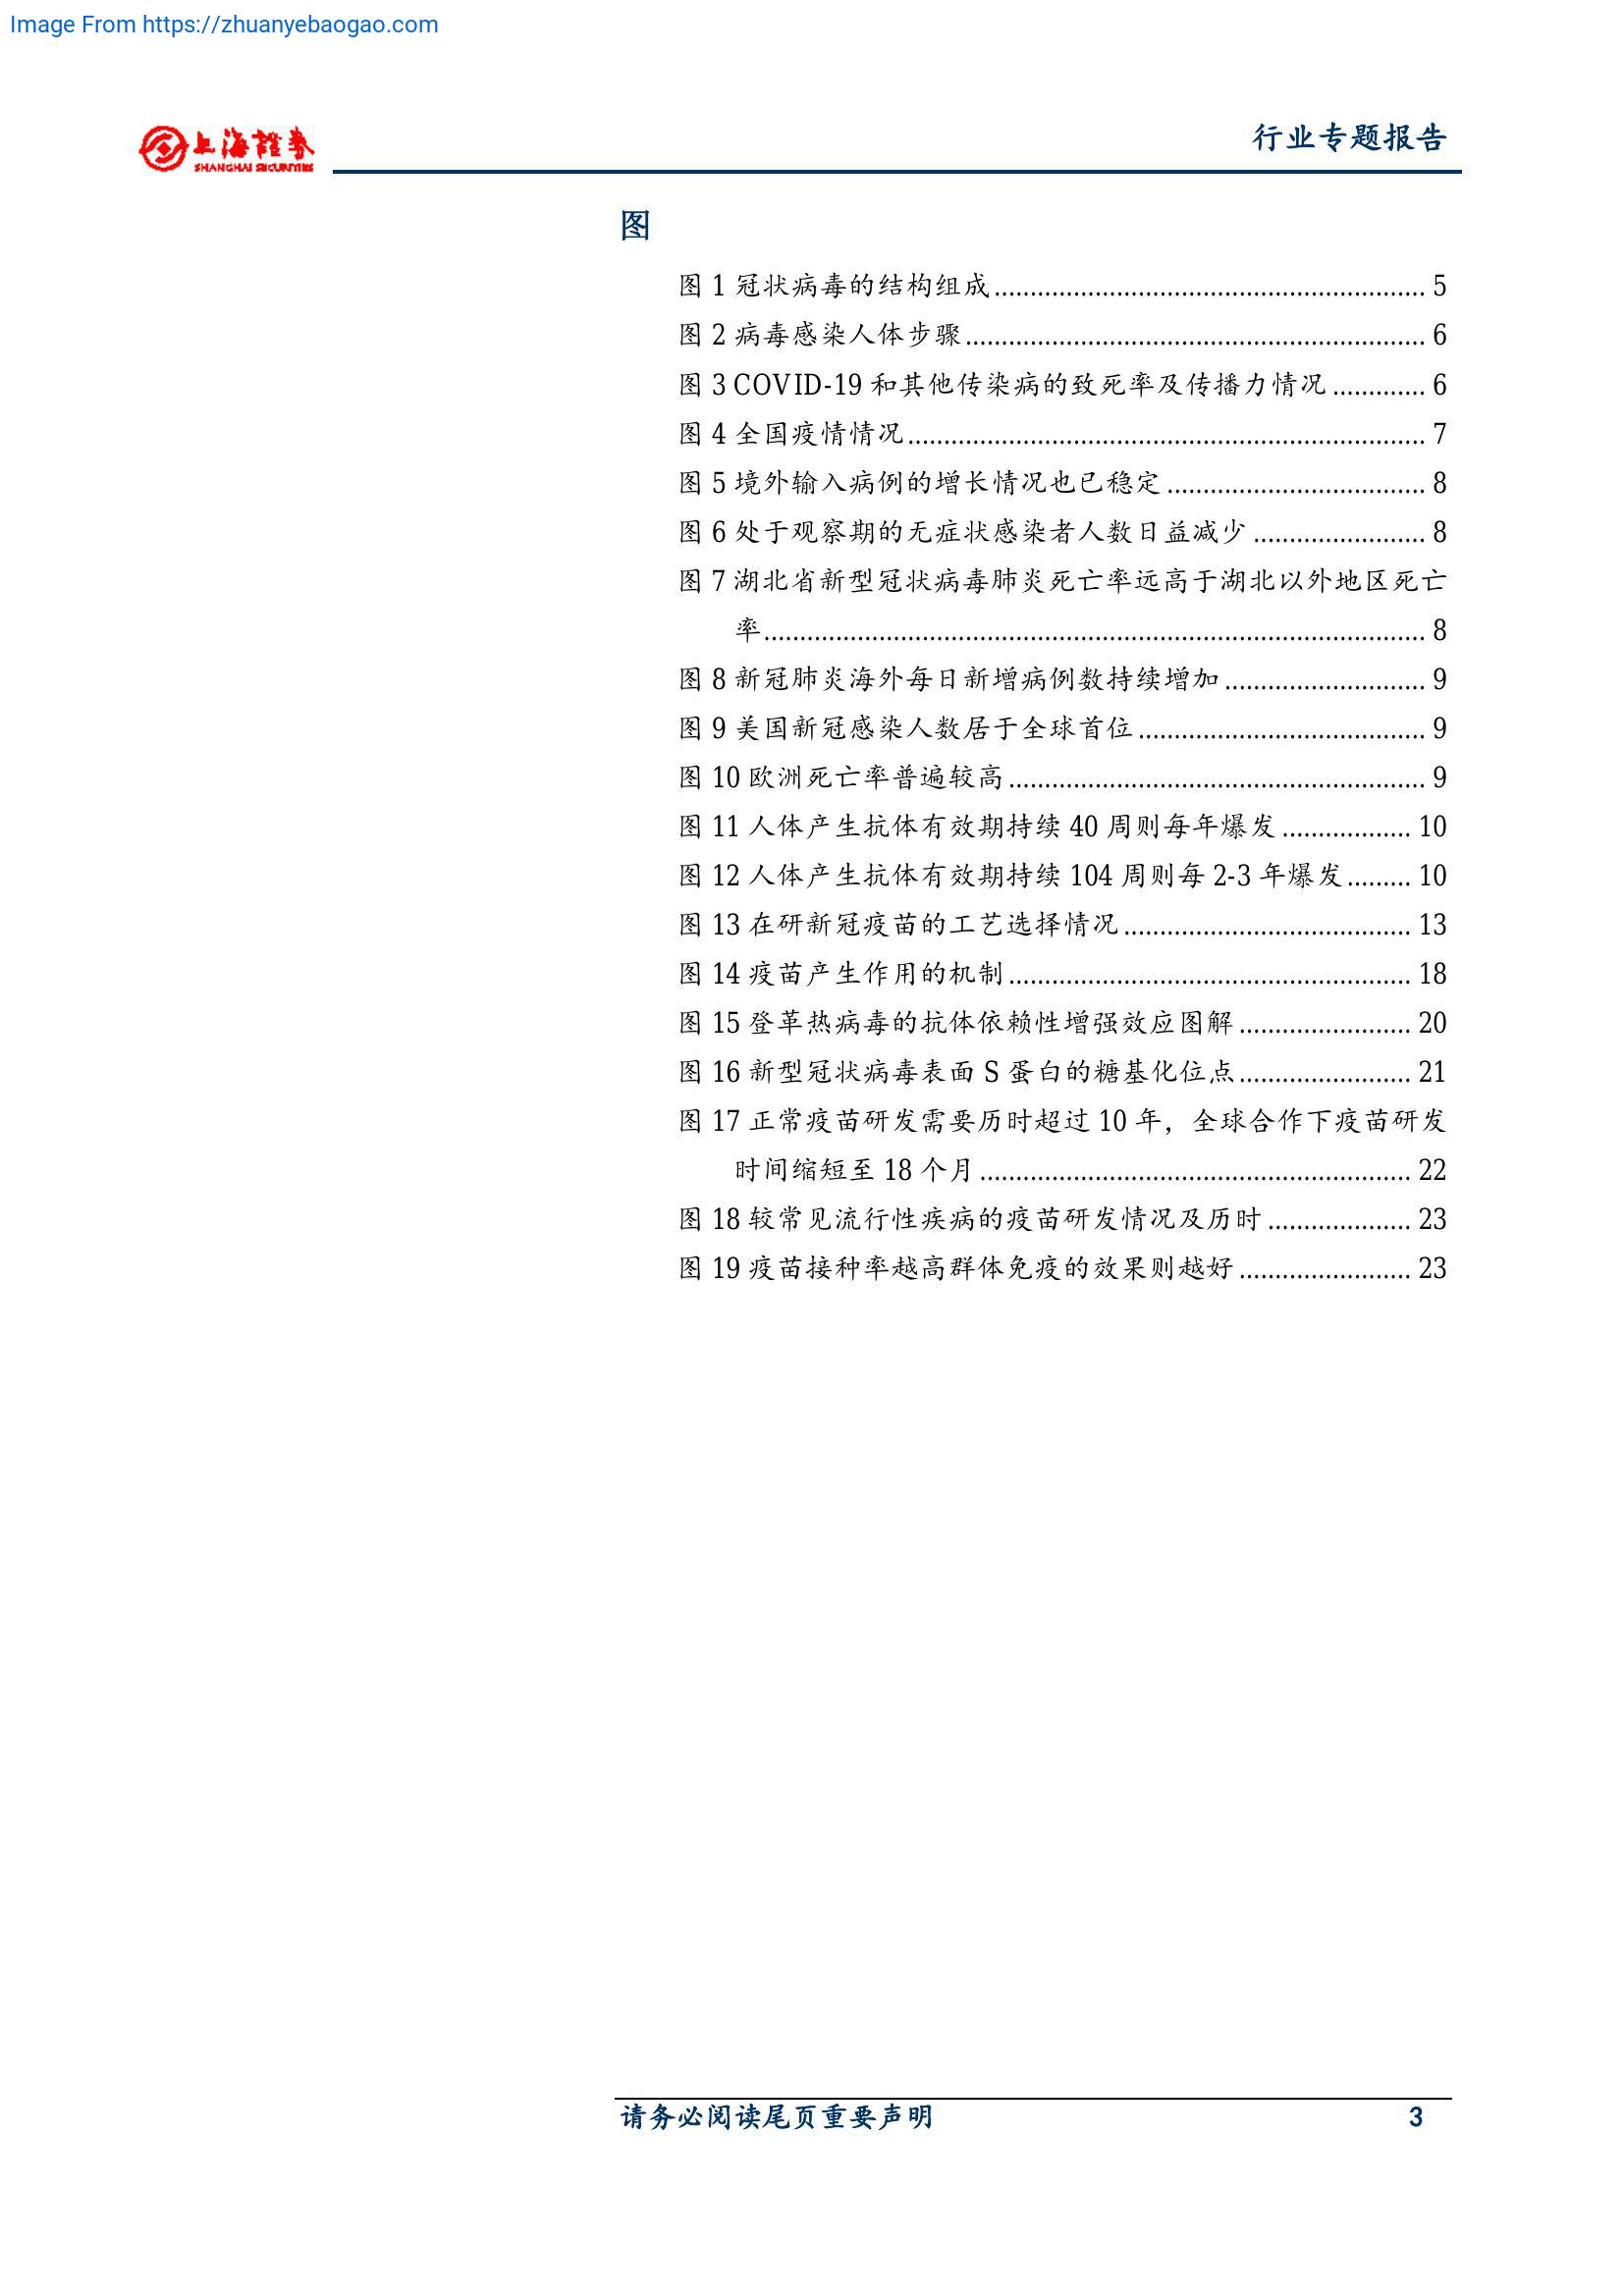 Image From https://zhuanyebaogao.com
上海證券
SHANGHAI SECURITIES
行业专题报告
图
图 1 冠状病毒的结构组成............................................................ 5
图 2 病毒感染人体步骤................................................................ 6
图 3 COVID-19 和其他传染病的致死率及传播力情况............. 6
图 4 全国疫情情况........................................................................ 7
图 5 境外输入病例的增长情况也已稳定.................................... 8
图 6 处于观察期的无症状感染者人数日益减少........................ 8
图 7 湖北省新型冠状病毒肺炎死亡率远高于湖北以外地区死亡
率............................................................................................ 8
图 8 新冠肺炎海外每日新增病例数持续增加............................ 9
图 9 美国新冠感染人数居于全球首位........................................ 9
图 10 欧洲死亡率普遍较高.......................................................... 9
图 11 人体产生抗体有效期持续 40 周则每年爆发.................. 10
图 12 人体产生抗体有效期持续 104 周则每 2-3 年爆发......... 10
图 13 在研新冠疫苗的工艺选择情况........................................ 13
图 14 疫苗产生作用的机制........................................................ 18
图 15 登革热病毒的抗体依赖性增强效应图解........................ 20
图 16 新型冠状病毒表面 S 蛋白的糖基化位点........................ 21
图 17 正常疫苗研发需要历时超过 10 年，全球合作下疫苗研发
时间缩短至 18 个月............................................................ 22
图 18 较常见流行性疾病的疫苗研发情况及历时.................... 23
图 19 疫苗接种率越高群体免疫的效果则越好........................ 23
请务必阅读尾页重要声明 3